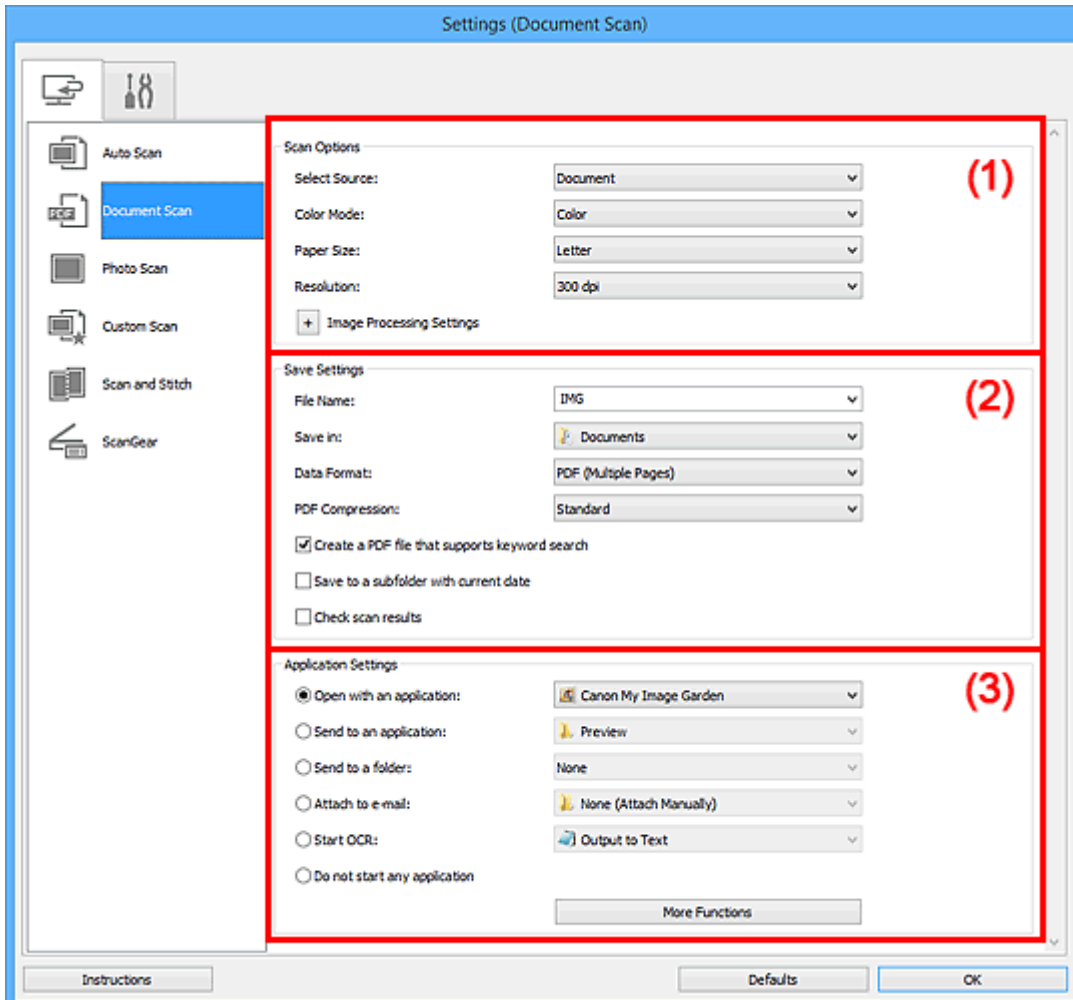 Settings (Document Scan)
Auto Scan
Document Scan
Photo Scan
Custom Scan
Scan and Stitch
ScanGear
(1)
Scan Options
Select Source: Document
Color Mode: Color
Paper Size: Letter
Resolution: 300 dpi
+ Image Processing Settings
(2)
Save Settings
File Name: IMG
Save in: Documents
Data Format: PDF (Multiple Pages)
PDF Compression: Standard
Create a PDF file that supports keyword search
Save to a subfolder with current date
Check scan results
(3)
Application Settings
Open with an application: Canon My Image Garden
Send to an application: Preview
Send to a folder: None
Attach to e-mail: None (Attach Manually)
Start OCR: Output to Text
Do not start any application
More Functions
Instructions Defaults OK